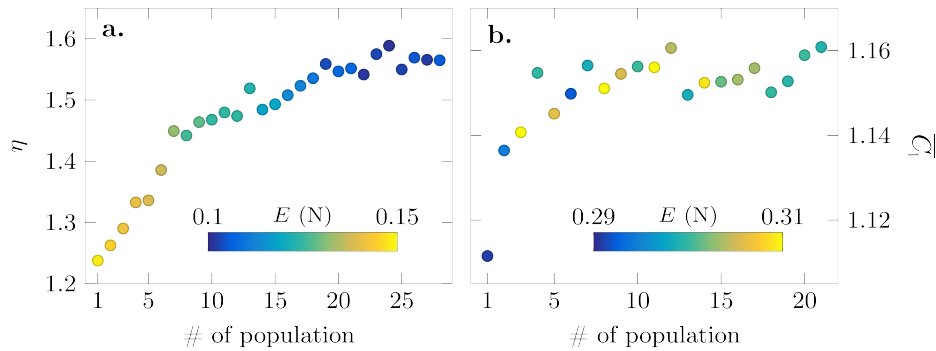 a.
1.6
1.5
1.4
1.3
1.2
η
E (N)
0.1
0.15
1
5
10
15
20
25
# of population
b.
1.16
1.14
1.12
C̅₁
E (N)
0.29
0.31
1
5
10
15
20
# of population